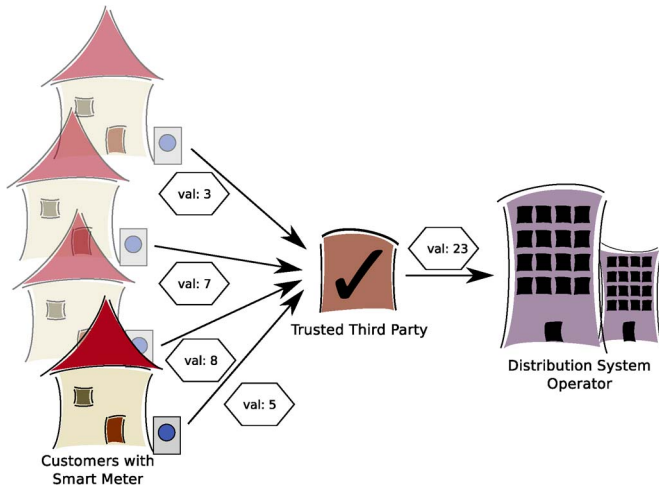 val: 3
val: 7
val: 8
val: 5
val: 23
Trusted Third Party
Distribution System
Operator
Customers with
Smart Meter